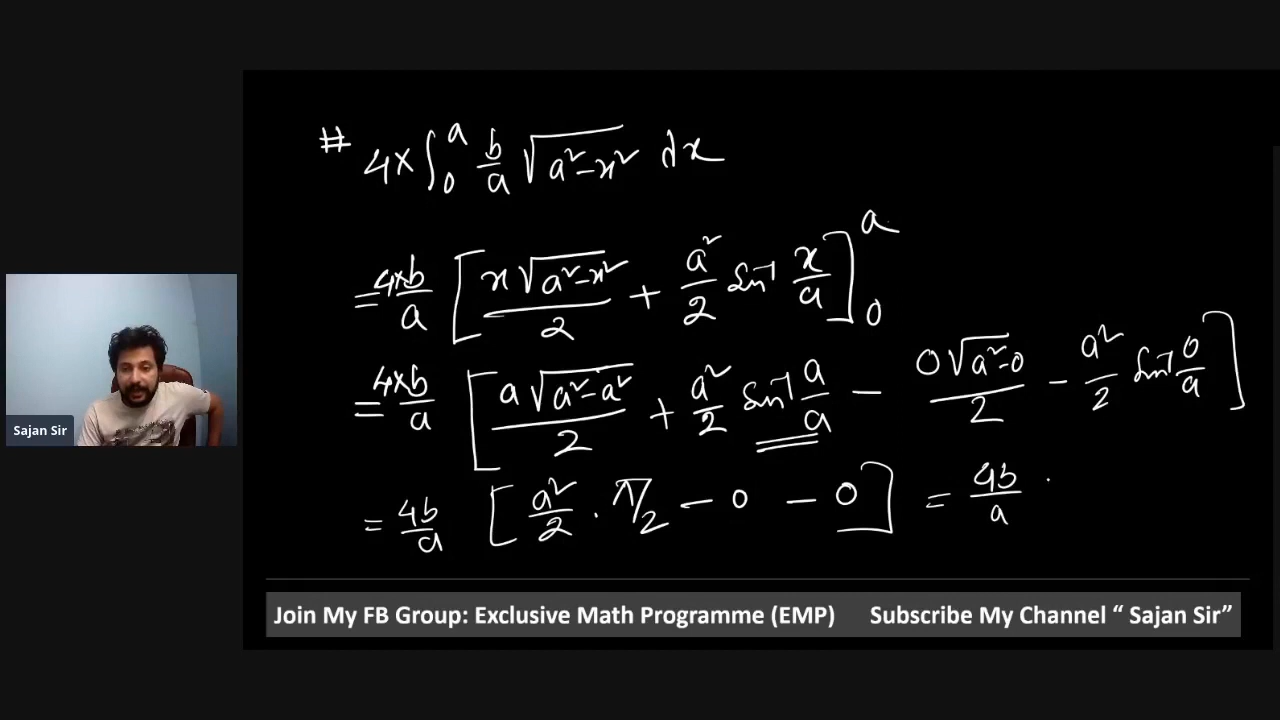 # 4×∫₀ᵃ b/a √(a²-x²) dx
= 4×b/a [x√(a²-x²)/2 + a²/2 sin⁻¹ x/a]₀ᵃ
= 4×b/a [a√(a²-a²)/2 + a²/2 sin⁻¹ a/a - 0√(a²-0)/2 - a²/2 sin⁻¹ 0/a]
= 4b/a [a²/2 . π/2 - 0 - 0] = 4b/a .
Sajan Sir
Join My FB Group: Exclusive Math Programme (EMP) Subscribe My Channel “ Sajan Sir”